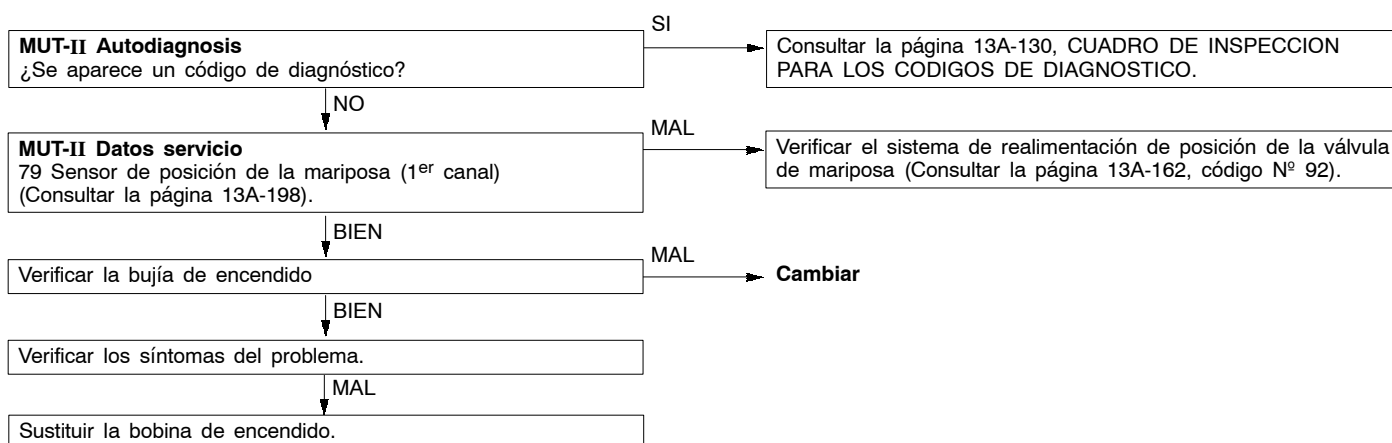 MUT-II Autodiagnosis
¿Se aparece un código de diagnóstico?
SI
Consultar la página 13A-130, CUADRO DE INSPECCION
PARA LOS CODIGOS DE DIAGNOSTICO.
NO
MUT-II Datos servicio
79 Sensor de posición de la mariposa (1er canal)
(Consultar la página 13A-198).
MAL
Verificar el sistema de realimentación de posición de la válvula
de mariposa (Consultar la página 13A-162, código Nº 92).
BIEN
Verificar la bujía de encendido
MAL
Cambiar
BIEN
Verificar los síntomas del problema.
MAL
Sustituir la bobina de encendido.